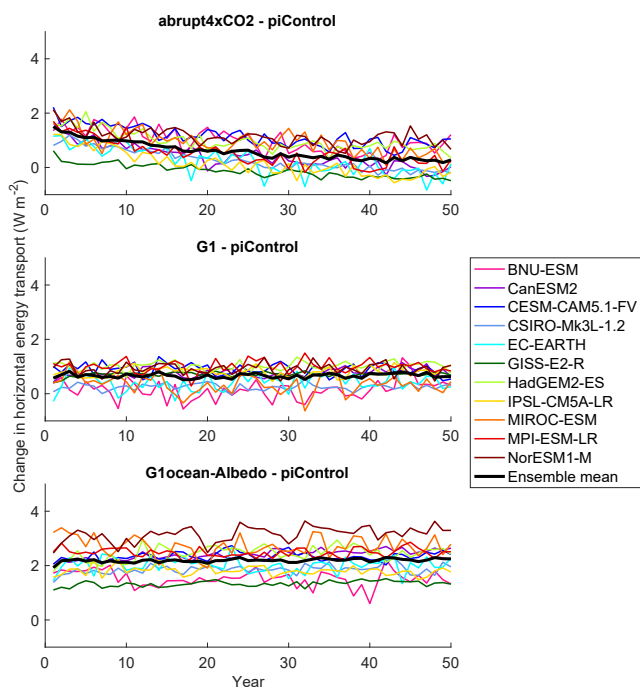 abrupt4xCO2 - piControl
4
2
0
0
10
20
30
40
50
G1 - piControl
4
2
0
0
10
20
30
40
50
G1ocean-Albedo - piControl
4
2
0
0
10
20
30
40
50
Year
Change in horizontal energy transport (W m⁻²)
BNU-ESM
CanESM2
CESM-CAM5.1-FV
CSIRO-Mk3L-1.2
EC-EARTH
GISS-E2-R
HadGEM2-ES
IPSL-CM5A-LR
MIROC-ESM
MPI-ESM-LR
NorESM1-M
Ensemble mean